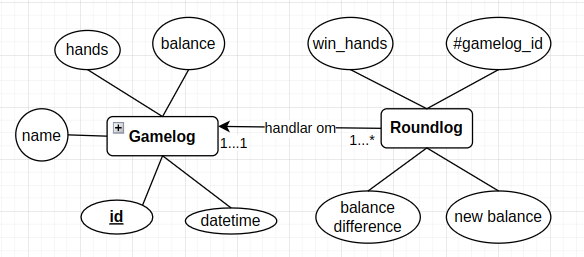 hands
balance
win_hands
#gamelog_id
name
Gamelog
handlar om
1...1
1...*
Roundlog
id
datetime
balance
difference
new balance